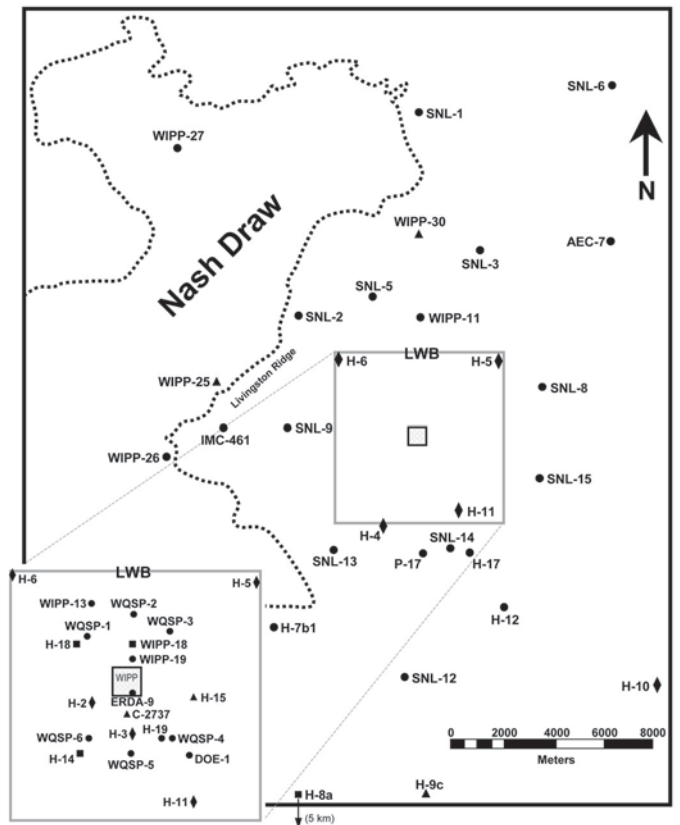 SNL-6
SNL-1
WIPP-27
N
WIPP-30
AEC-7
Nash Draw
SNL-3
SNL-5
SNL-2
WIPP-11
LWB
H-6
H-5
Livingston Ridge
WIPP-25
SNL-8
IMC-461
SNL-9
WIPP-26
SNL-15
H-11
H-4
SNL-14
SNL-13
P-17
H-17
LWB
H-6
H-5
WIPP-13
WQSP-2
WQSP-1
WQSP-3
H-7b1
H-12
H-18
WIPP-18
WIPP-19
WIPP
SNL-12
H-10
H-2
ERDA-9
H-15
C-2737
H-3
H-19
WQSP-6
WQSP-4
H-14
WQSP-5
DOE-1
0 2000 4000 6000 8000
Meters
H-11
H-8a
H-9c
(5 km)